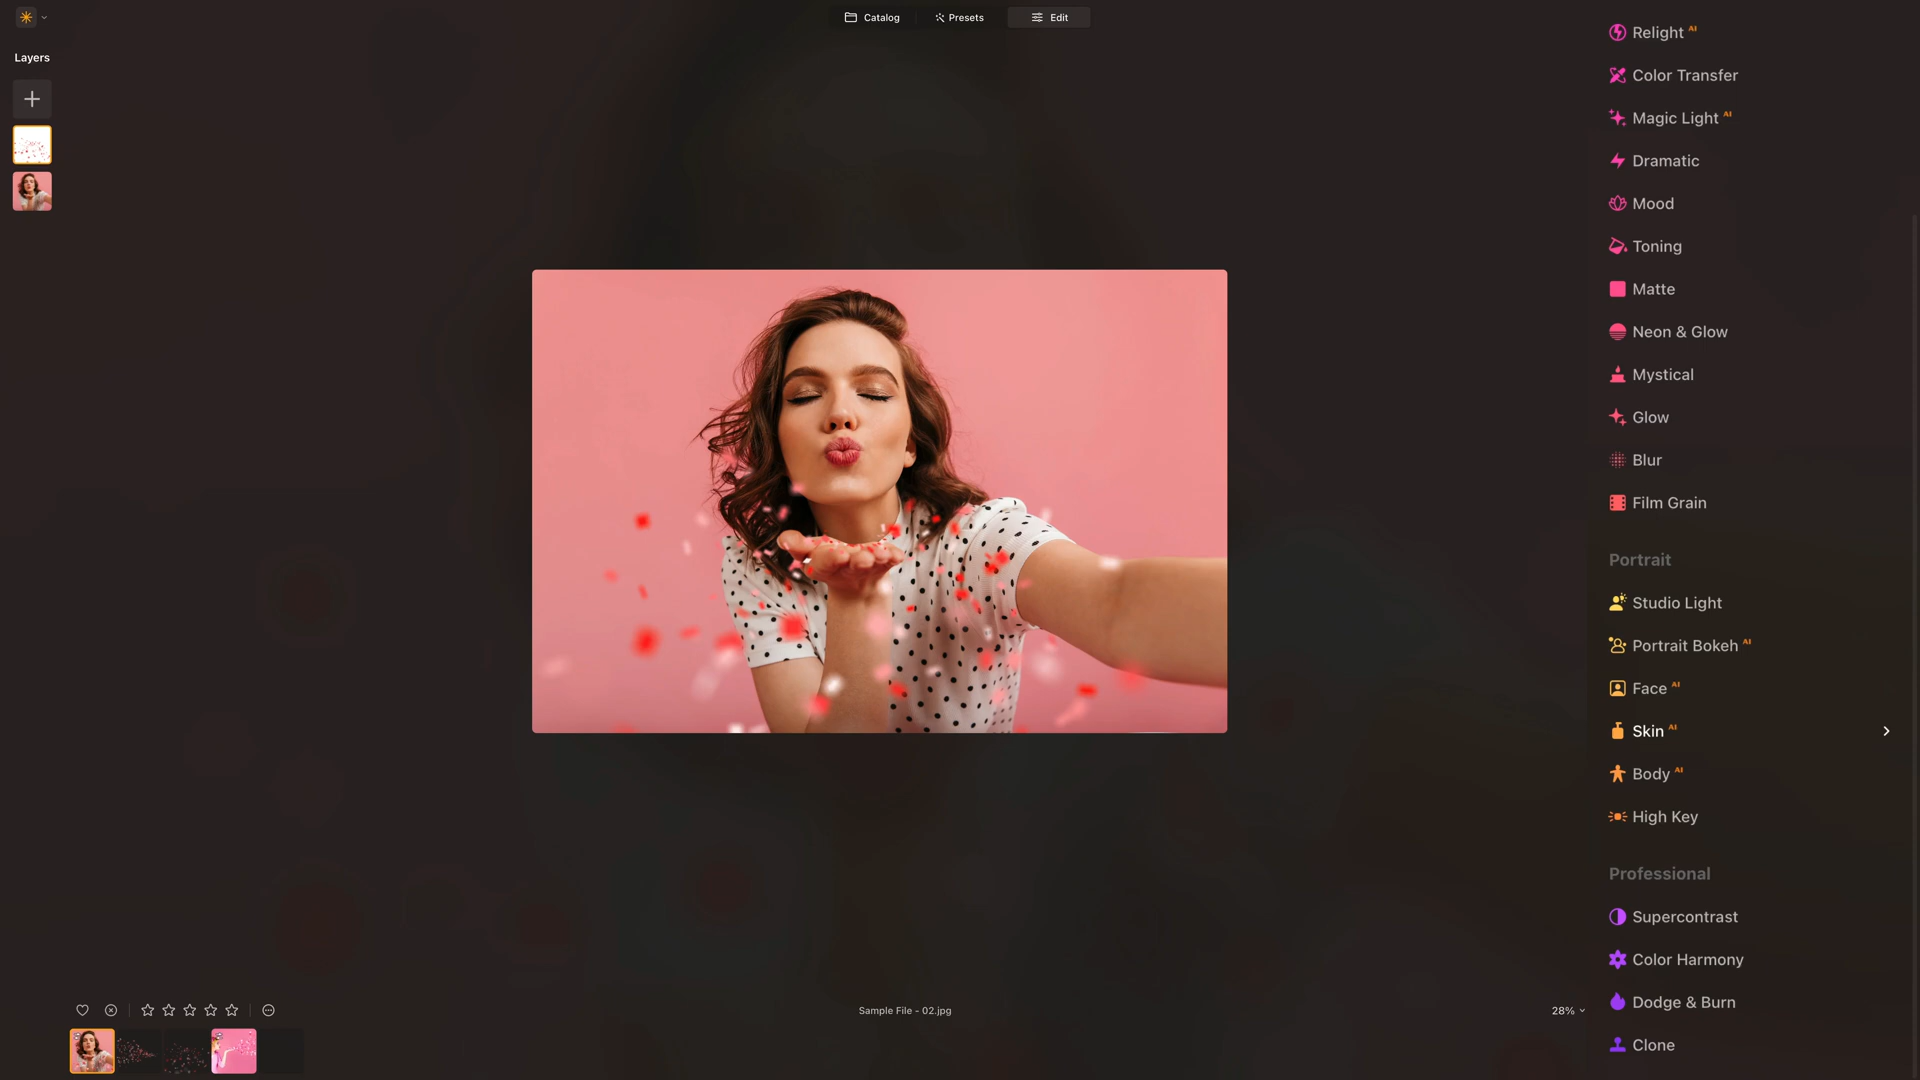 Catalog
Presets
Edit
Layers
Relight AI
Color Transfer
Magic Light AI
Dramatic
Mood
Toning
Matte
Neon & Glow
Mystical
Glow
Blur
Film Grain
Portrait
Studio Light
Portrait Bokeh AI
Face AI
Skin AI
Body AI
High Key
Professional
Supercontrast
Color Harmony
Dodge & Burn
Clone
Sample File - 02.jpg
28%